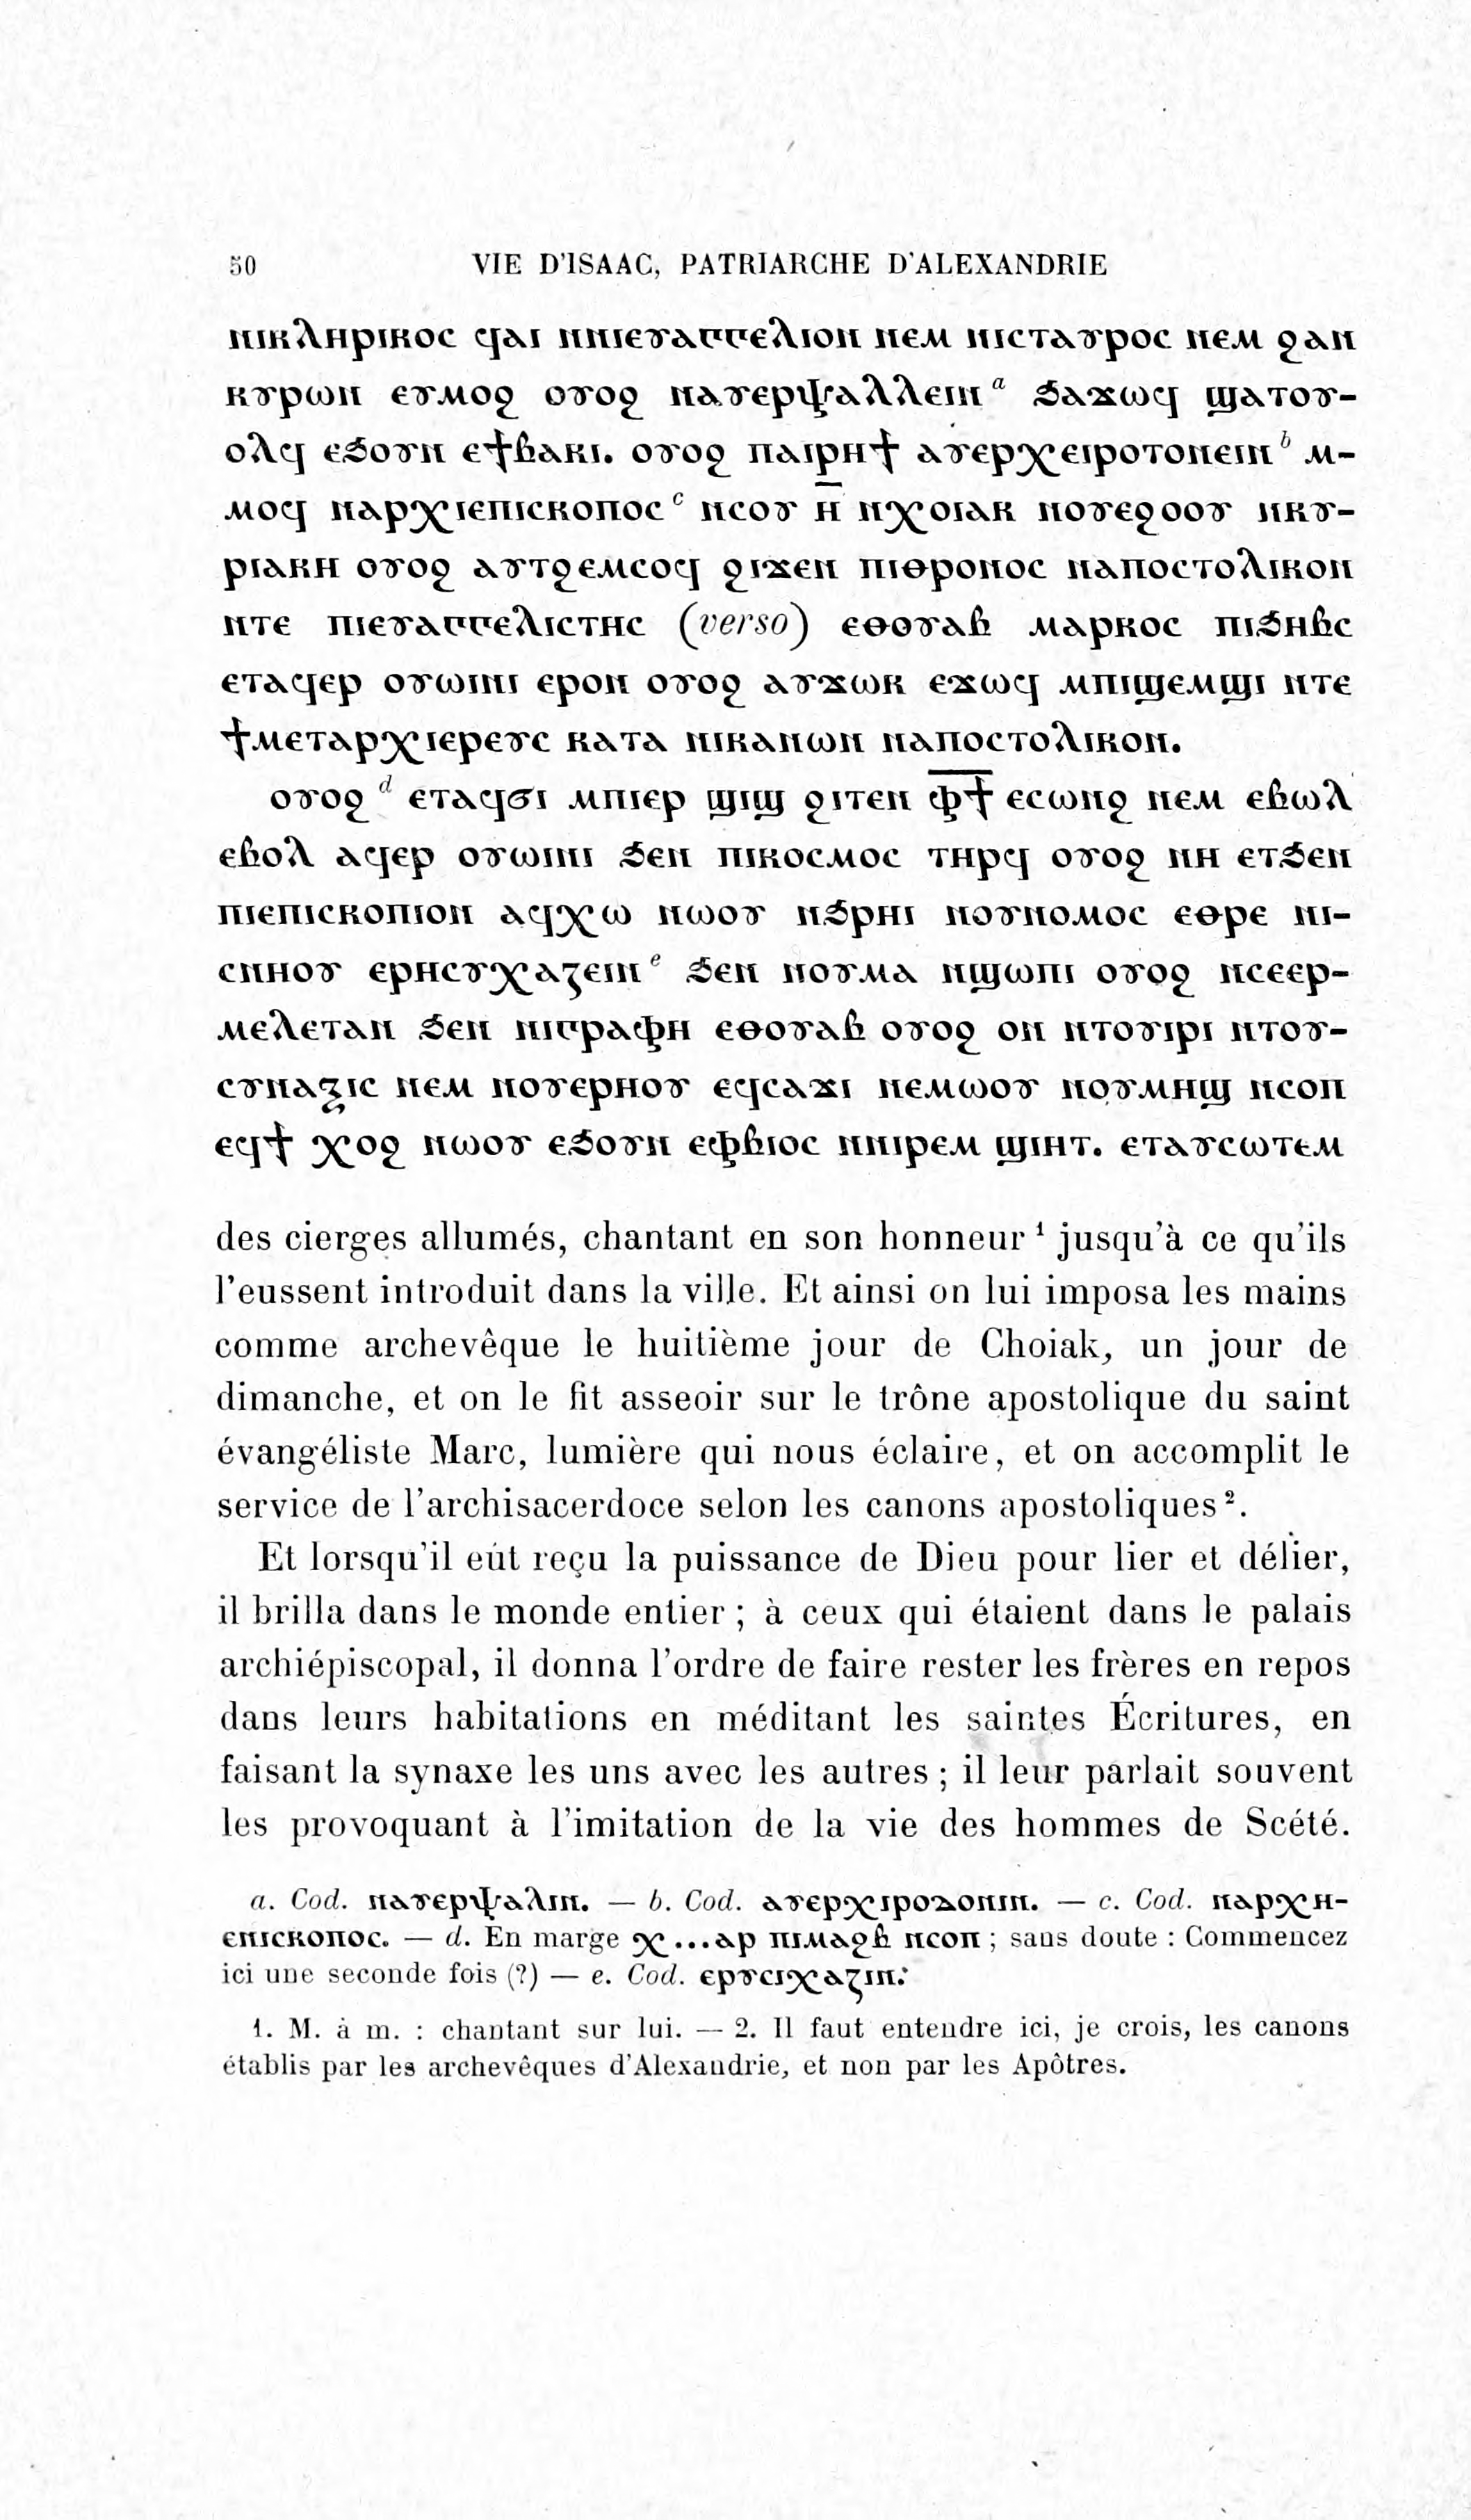 50 VIE D'ISAAC, PATRIARCHE D'ALEXANDRIE
ⲛⲓⲕⲗⲏⲣⲓⲕⲟⲥ ϥⲁⲓ ⲛⲛⲓⲉⲩⲁⲅⲅⲉⲗⲓⲟⲛ ⲛⲉⲙ ⲛⲓⲥⲧⲁⲩⲣⲟⲥ ⲛⲉⲙ ϩⲁⲛ
ⲕⲩⲣⲱⲛ ⲉⲩⲙⲟϩ ⲟⲩⲟϩ ⲛⲁⲩⲉⲣⲯⲁⲗⲗⲉⲓⲛ a ϧⲁϫⲱϥ ϣⲁⲧⲟⲩ-
ⲟⲗϥ ⲉϧⲟⲩⲛ ⲉϯⲃⲁⲕⲓ. ⲟⲩⲟϩ ⲡⲁⲓⲣⲏϯ ⲁⲩⲉⲣⲭⲉⲓⲣⲟⲧⲟⲛⲉⲓⲛ b ⲙ-
ⲙⲟϥ ⲛⲁⲣⲭⲓⲉⲡⲓⲥⲕⲟⲡⲟⲥ c ⲛⲥⲟⲩ ⲏ̅ ⲛⲭⲟⲓⲁⲕ ⲛⲟⲩⲉϩⲟⲟⲩ ⲛⲕⲩ-
ⲣⲓⲁⲕⲏ ⲟⲩⲟϩ ⲁⲩⲧϩⲉⲙⲥⲟϥ ϩⲓϫⲉⲛ ⲡⲓⲑⲣⲟⲛⲟⲥ ⲛⲁⲡⲟⲥⲧⲟⲗⲓⲕⲟⲛ
ⲛⲧⲉ ⲡⲓⲉⲩⲁⲅⲅⲉⲗⲓⲥⲧⲏⲥ (verso) ⲉⲑⲟⲩⲁⲃ ⲙⲁⲣⲕⲟⲥ ⲡⲓϧⲏⲃⲥ
ⲉⲧⲁϥⲉⲣ ⲟⲩⲱⲓⲛⲓ ⲉⲣⲟⲛ ⲟⲩⲟϩ ⲁⲩϫⲱⲕ ⲉϫⲱϥ ⲙⲡⲓϣⲉⲙϣⲓ ⲛⲧⲉ
ϯⲙⲉⲧⲁⲣⲭⲓⲉⲣⲉⲩⲥ ⲕⲁⲧⲁ ⲛⲓⲕⲁⲛⲱⲛ ⲛⲁⲡⲟⲥⲧⲟⲗⲓⲕⲟⲛ.
ⲟⲩⲟϩ d ⲉⲧⲁϥϭⲓ ⲙⲡⲓⲉⲣ ϣⲓϣⲓ ϩⲓⲧⲉⲛ ⲫ̅ϯ̅ ⲉⲥⲱⲛϩ ⲛⲉⲙ ⲉⲃⲱⲗ
ⲉⲃⲟⲗ ⲁϥⲉⲣ ⲟⲩⲱⲓⲛⲓ ϧⲉⲛ ⲡⲓⲕⲟⲥⲙⲟⲥ ⲧⲏⲣϥ ⲟⲩⲟϩ ⲛⲏ ⲉⲧϧⲉⲛ
ⲡⲓⲉⲡⲓⲥⲕⲟⲡⲓⲟⲛ ⲁϥⲭⲱ ⲛⲱⲟⲩ ⲛϧⲣⲏⲓ ⲛⲟⲩⲛⲟⲙⲟⲥ ⲉⲑⲣⲉ ⲛⲓ-
ⲥⲛⲏⲟⲩ ⲉⲣⲏⲥⲩⲭⲁⲍⲉⲓⲛ e ϧⲉⲛ ⲛⲟⲩⲙⲁ ⲛϣⲱⲡⲓ ⲟⲩⲟϩ ⲛⲥⲉⲉⲣ-
ⲙⲉⲗⲉⲧⲁⲛ ϧⲉⲛ ⲛⲓⲅⲣⲁⲫⲏ ⲉⲑⲟⲩⲁⲃ ⲟⲩⲟϩ ⲟⲛ ⲛⲧⲟⲩⲓⲣⲓ ⲛⲧⲟⲩ-
ⲥⲩⲛⲁⲝⲓⲥ ⲛⲉⲙ ⲛⲟⲩⲉⲣⲏⲟⲩ ⲉϥⲥⲁϫⲓ ⲛⲉⲙⲱⲟⲩ ⲛⲟⲩⲙⲏϣ ⲛⲥⲟⲡ
ⲉϥϯ ⲭⲟϩ ⲛⲱⲟⲩ ⲉϧⲟⲩⲛ ⲉⲫⲃⲓⲟⲥ ⲛⲛⲓⲣⲉⲙ ϣⲓⲏⲧ. ⲉⲧⲁⲩⲥⲱⲧⲉⲙ
des cierges allumés, chantant en son honneur ¹ jusqu'à ce qu'ils
l'eussent introduit dans la ville. Et ainsi on lui imposa les mains
comme archevêque le huitième jour de Choiak, un jour de
dimanche, et on le fit asseoir sur le trône apostolique du saint
évangéliste Marc, lumière qui nous éclaire, et on accomplit le
service de l'archisacerdoce selon les canons apostoliques ².
Et lorsqu'il eût reçu la puissance de Dieu pour lier et délier,
il brilla dans le monde entier ; à ceux qui étaient dans le palais
archiépiscopal, il donna l'ordre de faire rester les frères en repos
dans leurs habitations en méditant les saintes Écritures, en
faisant la synaxe les uns avec les autres ; il leur parlait souvent
les provoquant à l'imitation de la vie des hommes de Scété.
a. Cod. ⲛⲁⲩⲉⲣⲯⲁⲗⲓⲛ. — b. Cod. ⲁⲩⲉⲣⲭⲓⲣⲟⲇⲟⲛⲓⲛ. — c. Cod. ⲛⲁⲣⲭⲏ-
ⲉⲡⲓⲥⲕⲟⲡⲟⲥ. — d. En marge ⲭ...ⲁⲣ ⲡⲓⲙⲁϩⲃ ⲛⲥⲟⲡ ; sans doute : Commencez
ici une seconde fois (?) — e. Cod. ⲉⲣⲩⲥⲓⲭⲁⲍⲓⲛ.
1. M. à m. : chantant sur lui. — 2. Il faut entendre ici, je crois, les canons
établis par les archevêques d'Alexandrie, et non par les Apôtres.